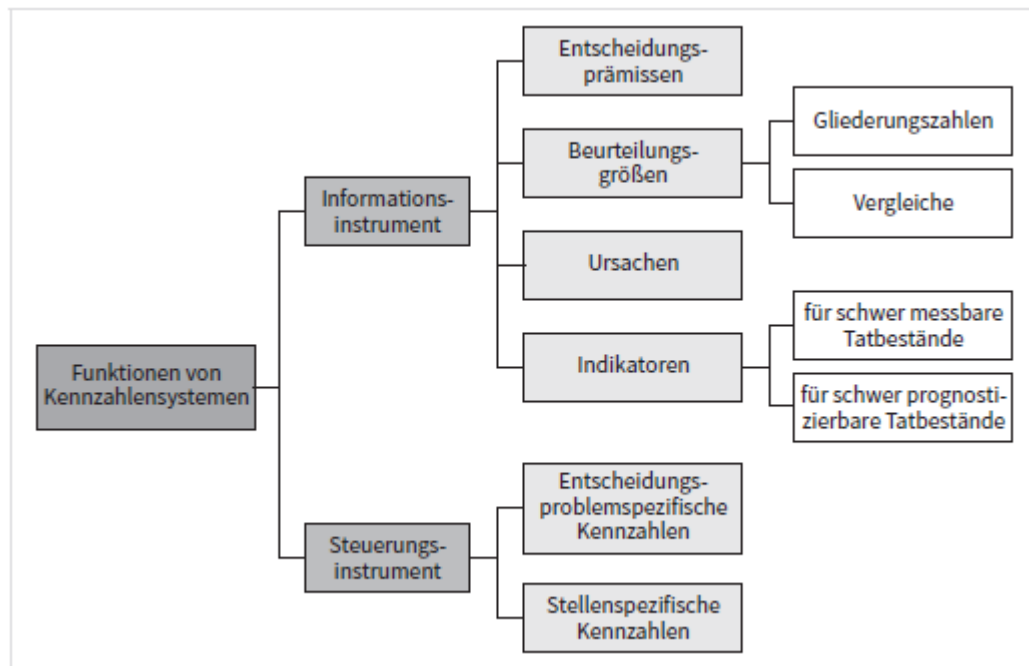 Entscheidungs-
prämissen
Gliederungszahlen
Beurteilungs-
größen
Vergleiche
Informations-
instrument
Ursachen
für schwer messbare
Tatbestände
Indikatoren
für schwer prognosti-
zierbare Tatbestände
Funktionen von
Kennzahlensystemen
Entscheidungs-
problemspezifische
Kennzahlen
Steuerungs-
instrument
Stellenspezifische
Kennzahlen